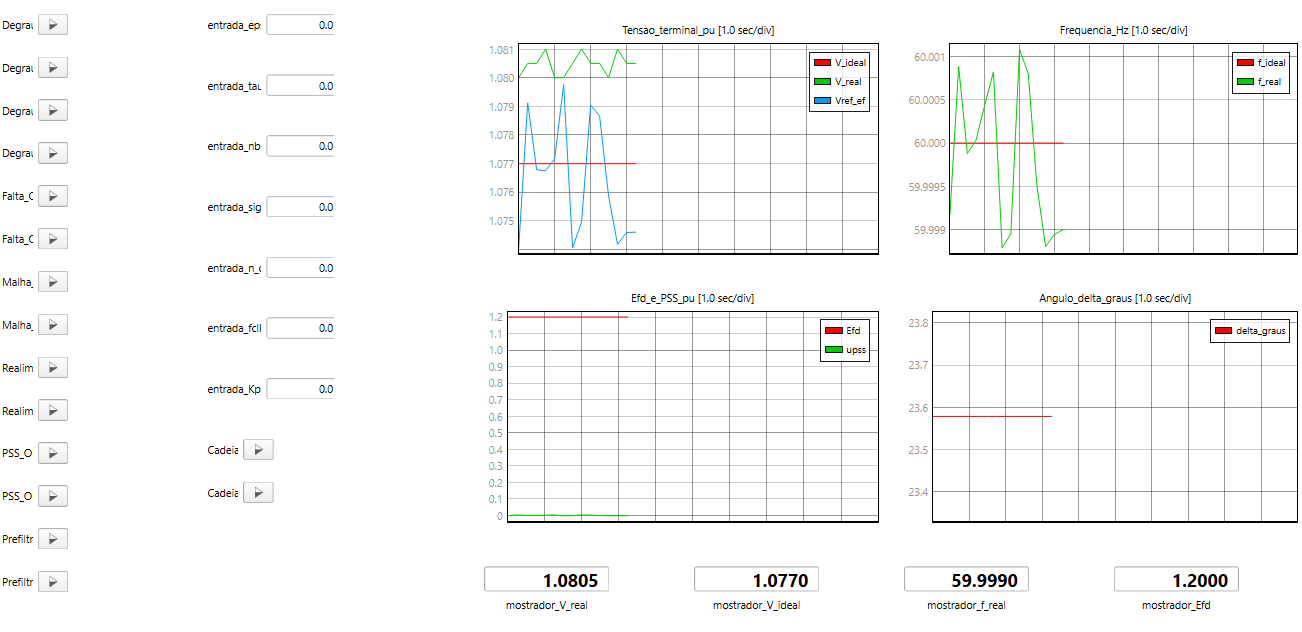 Degrau
Degrau
Degrau
Degrau
Falta_C
Falta_C
Malha_
Malha_
Realim
Realim
PSS_O
PSS_O
Prefiltr
Prefiltr
entrada_ep
0.0
entrada_tau
0.0
entrada_nb
0.0
entrada_sig
0.0
entrada_n_c
0.0
entrada_fcll
0.0
entrada_Kp
0.0
Cadeia
Cadeia
Tensao_terminal_pu [1.0 sec/div]
1.081
1.080
1.079
1.078
1.077
1.076
1.075
V_ideal
V_real
Vref_ef
Frequencia_Hz [1.0 sec/div]
60.001
60.0005
60.000
59.9995
59.999
f_ideal
f_real
Efd_e_PSS_pu [1.0 sec/div]
1.2
1.1
1.0
0.9
0.8
0.7
0.6
0.5
0.4
0.3
0.2
0.1
0
Efd
upss
Angulo_delta_graus [1.0 sec/div]
23.8
23.7
23.6
23.5
23.4
delta_graus
1.0805
mostrador_V_real
1.0770
mostrador_V_ideal
59.9990
mostrador_f_real
1.2000
mostrador_Efd